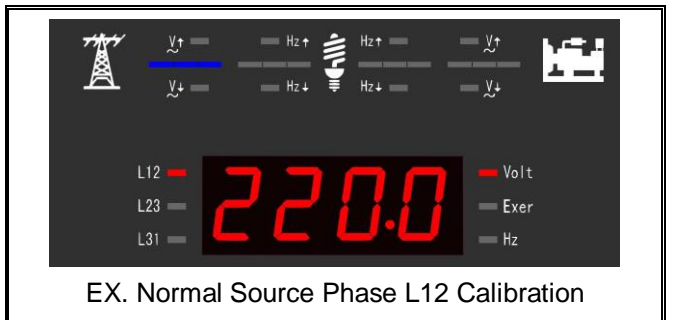 V↑ Hz↑ Hz↑ V↑
V↓ Hz↓ Hz↓ V↓
L12 220.0 Volt
L23 Exer
L31 Hz
EX. Normal Source Phase L12 Calibration